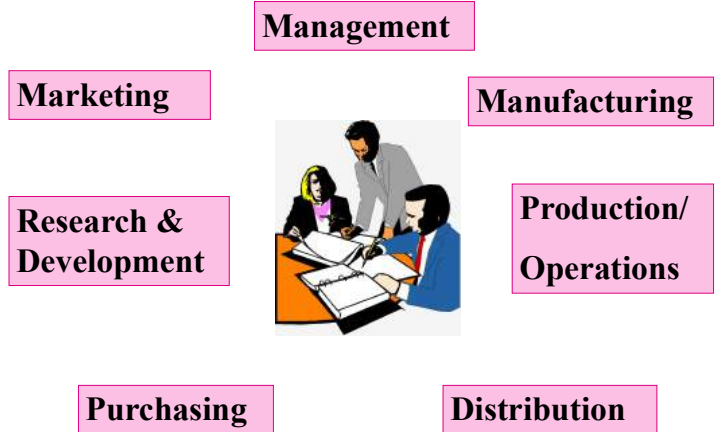 Management
Marketing
Manufacturing
Research &
Development
Production/
Operations
Purchasing
Distribution